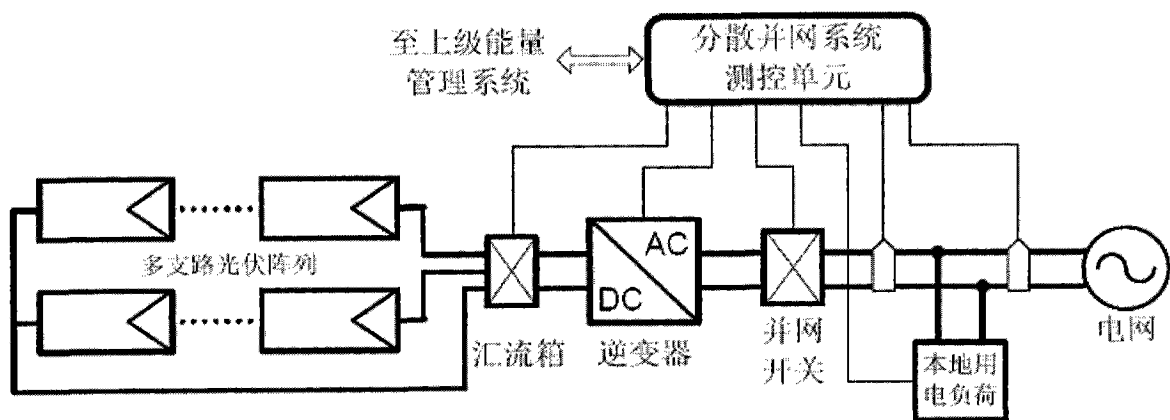 至上级能量
管理系统
分散并网系统
测控单元
多支路光伏阵列
AC
DC
汇流箱
逆变器
并网
开关
本地用
电负荷
电网